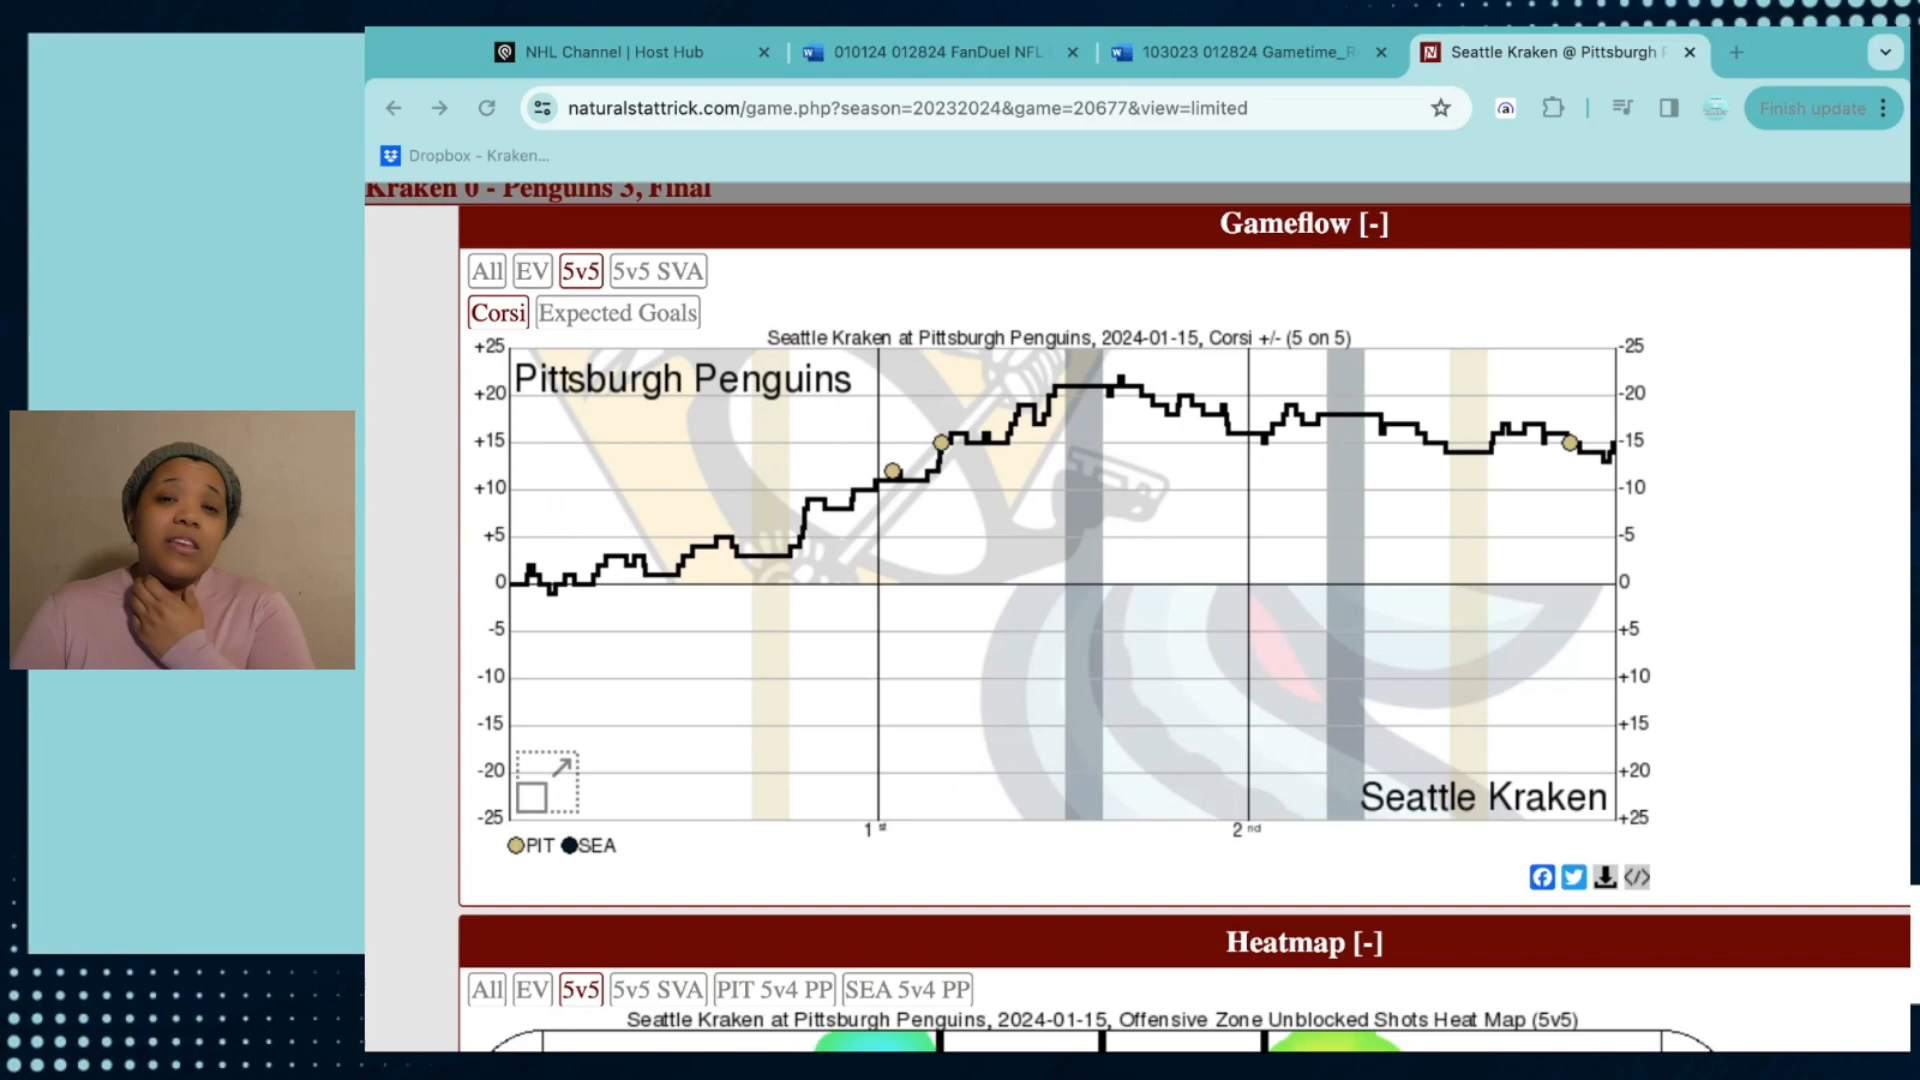 NHL Channel | Host Hub
010124 012824 FanDuel NFL
103023 012824 Gametime_R
Seattle Kraken @ Pittsburgh P
naturalstattrick.com/game.php?season=20232024&game=20677&view=limited
Finish update
Dropbox - Kraken...
Kraken 0 - Penguins 3, Final
Gameflow [-]
All EV 5v5 5v5 SVA
Corsi Expected Goals
Seattle Kraken at Pittsburgh Penguins, 2024-01-15, Corsi +/- (5 on 5)
Pittsburgh Penguins
+25 -25
+20 -20
+15 -15
+10 -10
+5 -5
0 0
-5 +5
-10 +10
-15 +15
-20 +20
Seattle Kraken
-25 +25
1st 2nd
PIT SEA
Heatmap [-]
All EV 5v5 5v5 SVA PIT 5v4 PP SEA 5v4 PP
Seattle Kraken at Pittsburgh Penguins, 2024-01-15, Offensive Zone Unblocked Shots Heat Map (5v5)